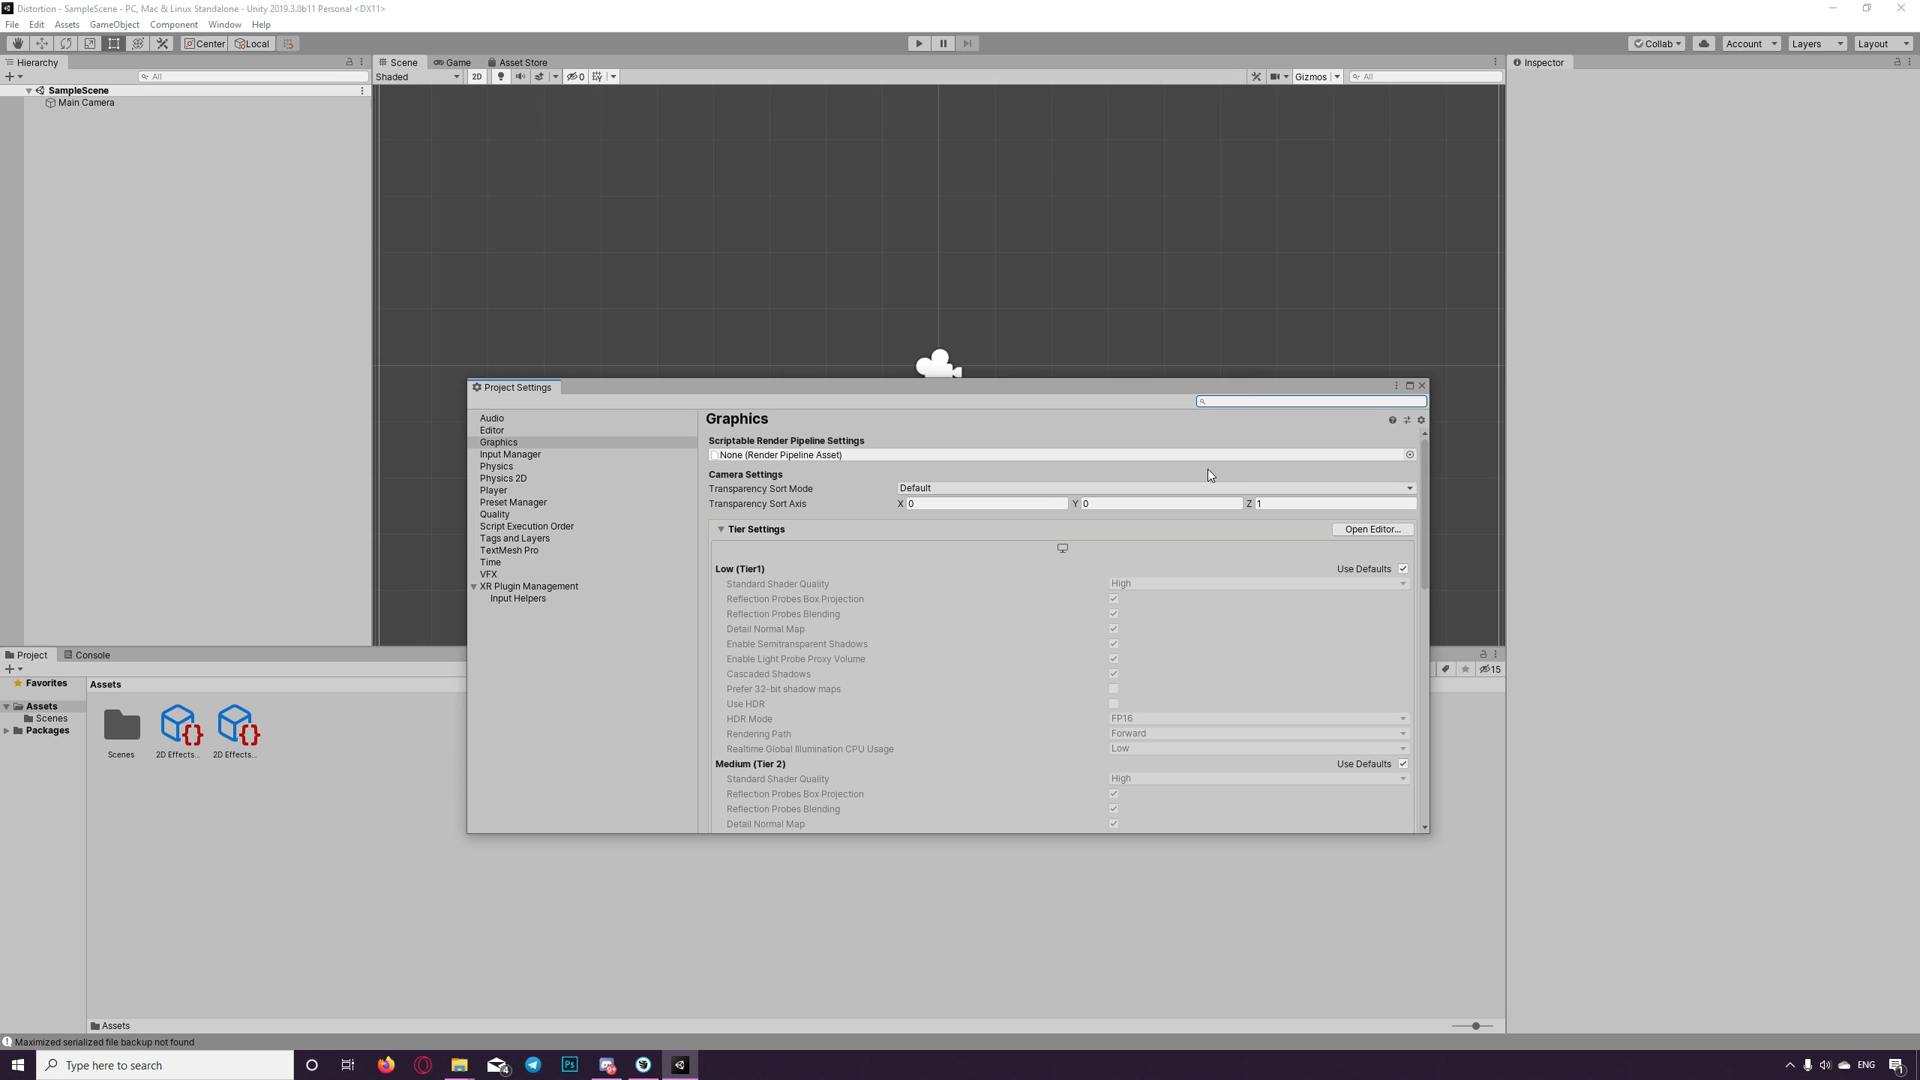 Distortion - SampleScene - PC, Mac & Linux Standalone - Unity 2019.3.0b11 Personal <DX11>
File Edit Assets GameObject Component Window Help
Center Local Collab Account Layers Layout
Hierarchy Scene Game Asset Store Inspector
All Shaded 2D 0 Gizmos All
SampleScene
Main Camera
Project Settings
Audio
Editor
Graphics
Input Manager
Physics
Physics 2D
Player
Preset Manager
Quality
Script Execution Order
Tags and Layers
TextMesh Pro
Time
VFX
XR Plugin Management
Input Helpers
Graphics
Scriptable Render Pipeline Settings
None (Render Pipeline Asset)
Camera Settings
Transparency Sort Mode Default
Transparency Sort Axis X 0 Y 0 Z 1
Tier Settings Open Editor...
Low (Tier1) Use Defaults
Standard Shader Quality High
Reflection Probes Box Projection
Reflection Probes Blending
Detail Normal Map
Enable Semitransparent Shadows
Enable Light Probe Proxy Volume
Cascaded Shadows
Prefer 32-bit shadow maps
Use HDR
HDR Mode FP16
Rendering Path Forward
Realtime Global Illumination CPU Usage Low
Medium (Tier 2) Use Defaults
Standard Shader Quality High
Reflection Probes Box Projection
Reflection Probes Blending
Detail Normal Map
Project Console
15
Favorites
Assets
Scenes
Packages
Assets
Scenes 2D Effects... 2D Effects...
Assets
Maximized serialized file backup not found
Type here to search 4 Ps 9+ ENG 1